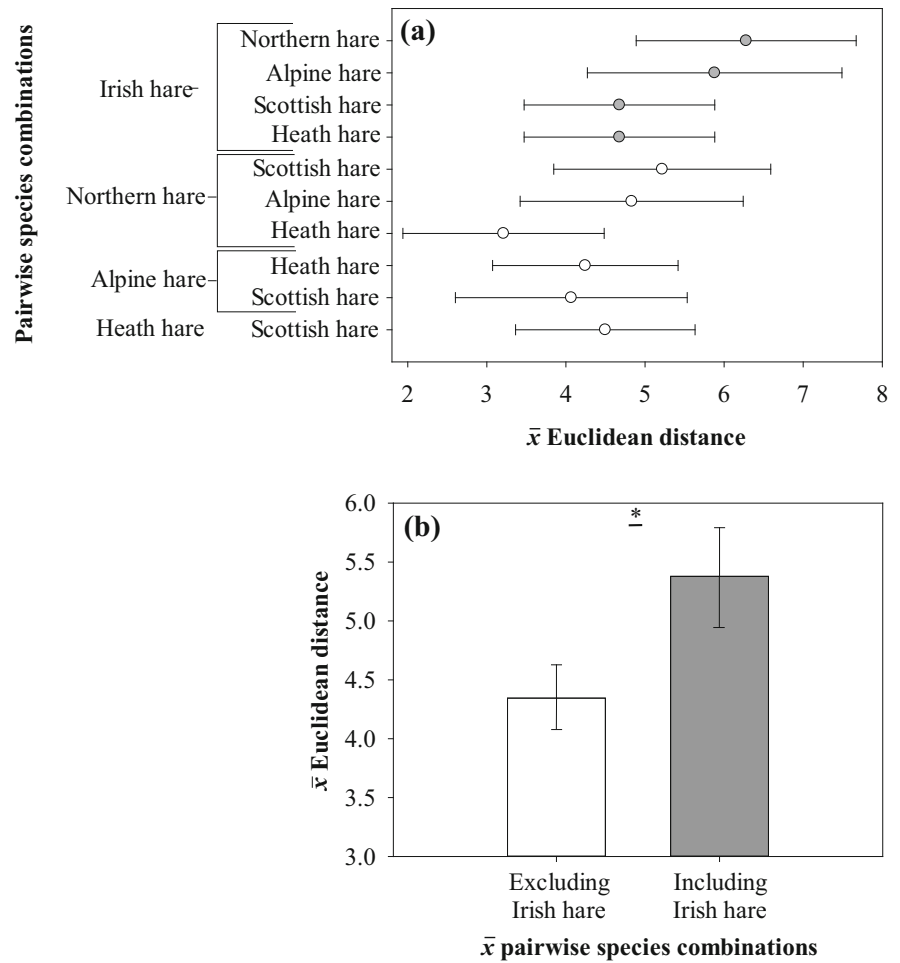 (a)
Pairwise species combinations
Irish hare
Northern hare
Alpine hare
Scottish hare
Heath hare
Northern hare
Scottish hare
Alpine hare
Heath hare
Alpine hare
Heath hare
Scottish hare
Heath hare
Scottish hare
2 3 4 5 6 7 8
x̄ Euclidean distance
(b)
*
x̄ Euclidean distance
6.0
5.5
5.0
4.5
4.0
3.5
3.0
Excluding
Irish hare
Including
Irish hare
x̄ pairwise species combinations